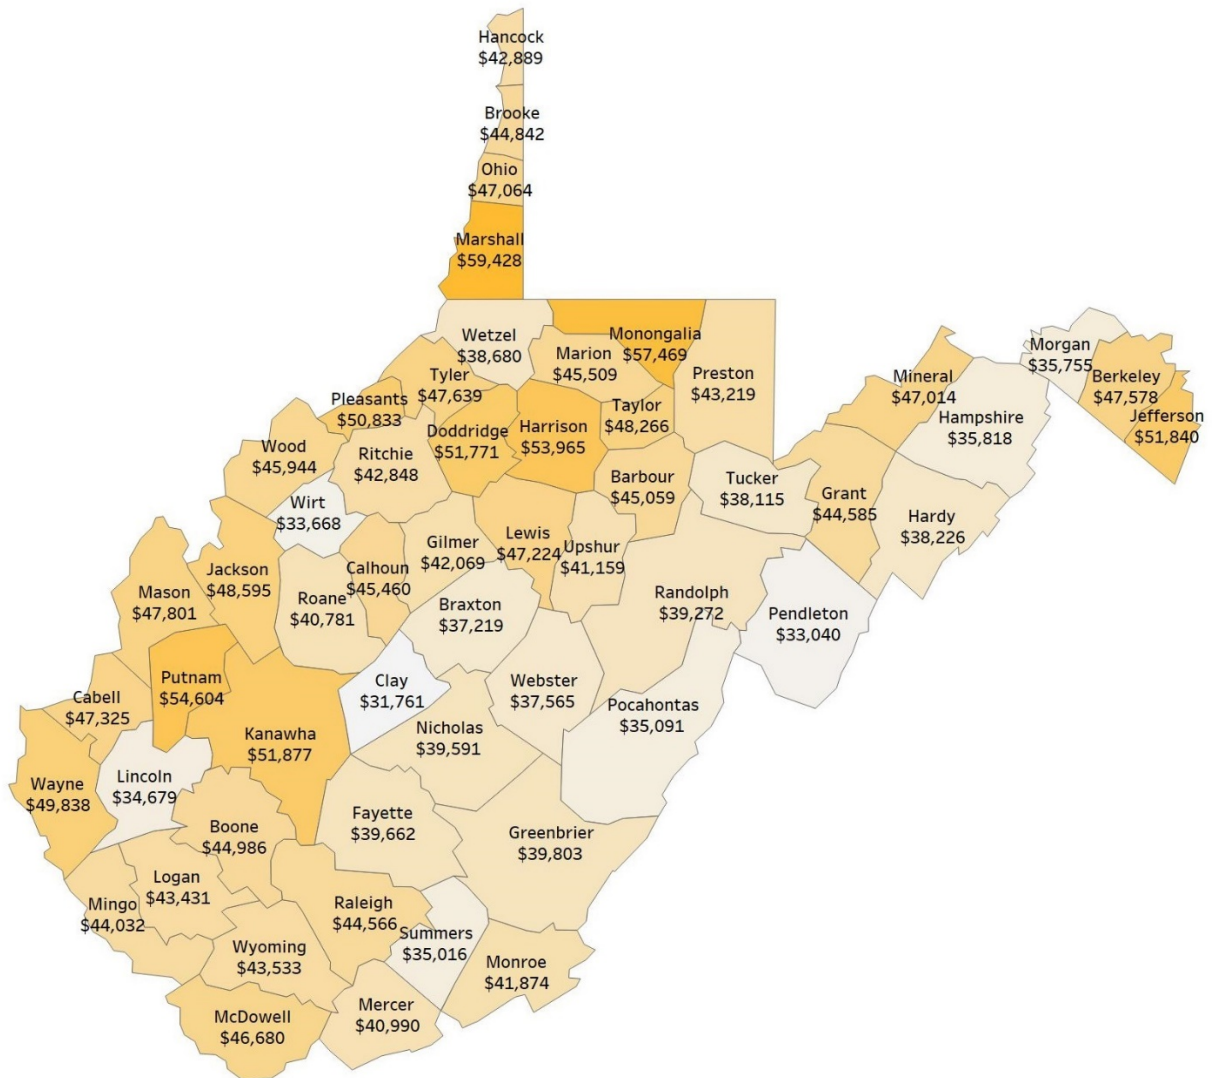 Hancock
$42,889
Brooke
$44,842
Ohio
$47,064
Marshall
$59,428
Wetzel
$38,680
Monongalia
$57,469
Marion
$45,509
Preston
$43,219
Morgan
$35,755
Mineral
$47,014
Berkeley
$47,578
Jefferson
$51,840
Hampshire
$35,818
Tyler
$47,639
Pleasants
$50,833
Taylor
$48,266
Doddridge
$51,771
Harrison
$53,965
Wood
$45,944
Ritchie
$42,848
Barbour
$45,059
Tucker
$38,115
Grant
$44,585
Hardy
$38,226
Wirt
$33,668
Lewis
$47,224
Gilmer
$42,069
Upshur
$41,159
Calhoun
$45,460
Jackson
$48,595
Mason
$47,801
Roane
$40,781
Braxton
$37,219
Randolph
$39,272
Pendleton
$33,040
Putnam
$54,604
Clay
$31,761
Webster
$37,565
Cabell
$47,325
Pocahontas
$35,091
Nicholas
$39,591
Kanawha
$51,877
Lincoln
$34,679
Wayne
$49,838
Fayette
$39,662
Boone
$44,986
Greenbrier
$39,803
Logan
$43,431
Mingo
$44,032
Raleigh
$44,566
Summers
$35,016
Wyoming
$43,533
Monroe
$41,874
Mercer
$40,990
McDowell
$46,680